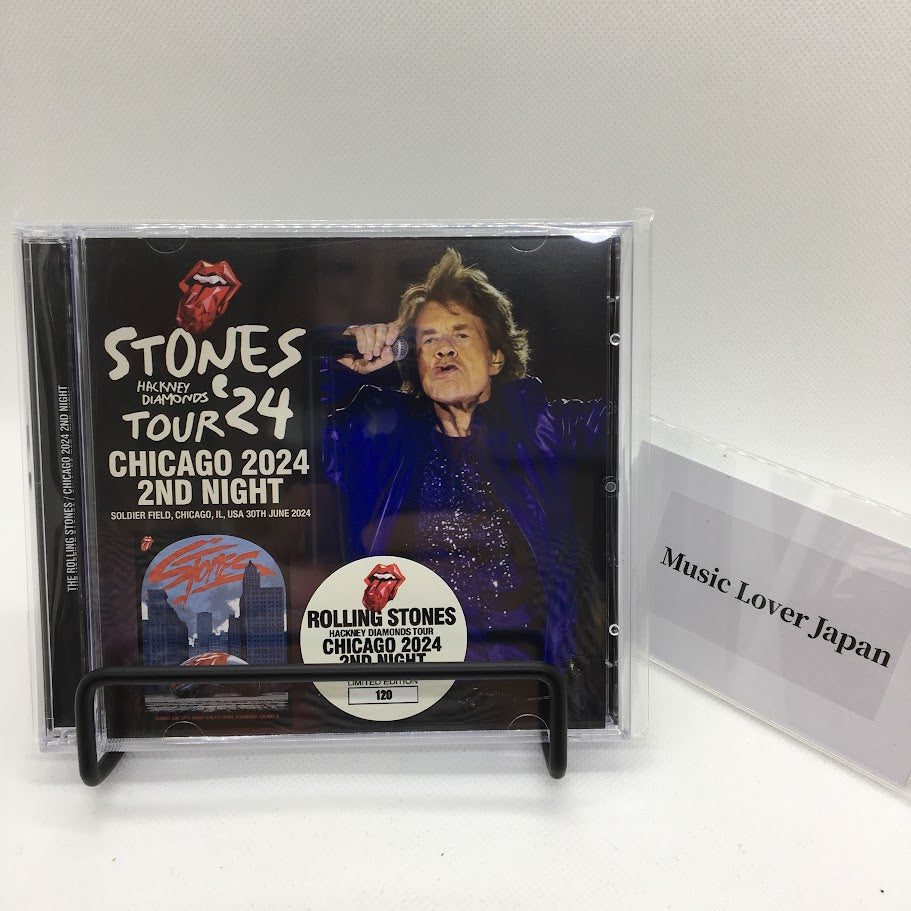 THE ROLLING STONES / CHICAGO 2024 2ND NIGHT
STONES
HACKNEY
DIAMONDS
TOUR '24
CHICAGO 2024
2ND NIGHT
SOLDIER FIELD, CHICAGO, IL, USA 30TH JUNE 2024
STONES
ROLLING STONES
HACKNEY DIAMONDS TOUR
CHICAGO 2024
2ND NIGHT
LIMITED EDITION
120
Music Lover Japan